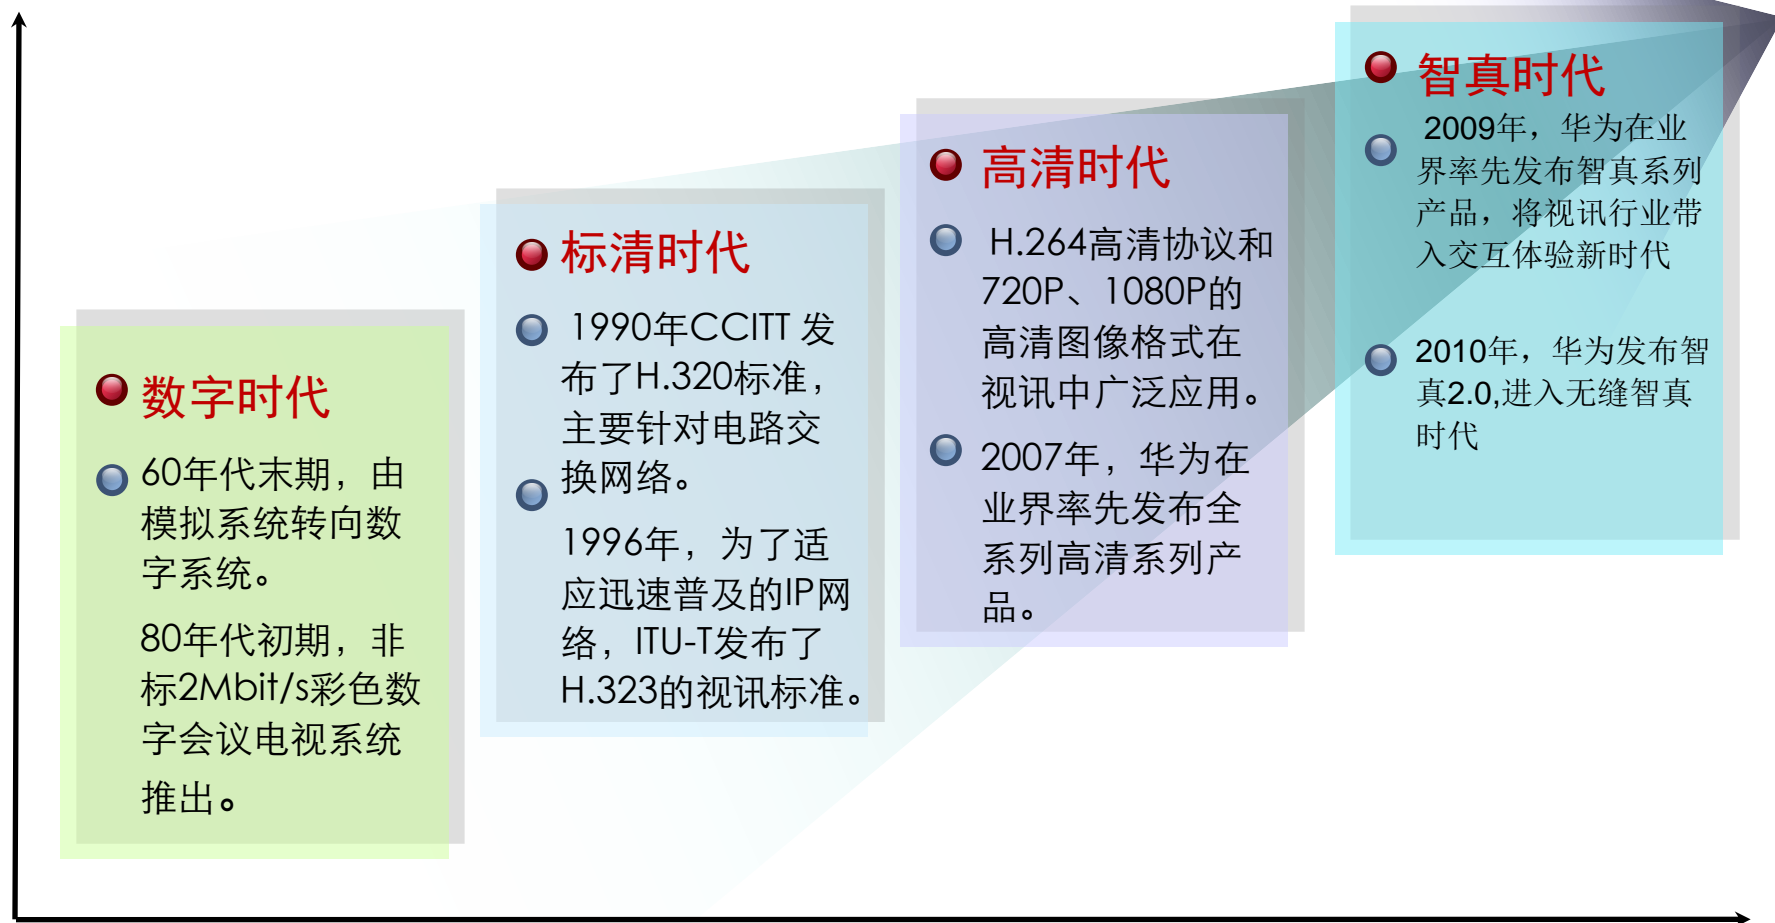 数字时代
60年代末期，由
模拟系统转向数
字系统。
80年代初期，非
标2Mbit/s彩色数
字会议电视系统
推出。
标清时代
1990年CCITT 发
布了H.320标准，
主要针对电路交
换网络。
1996年，为了适
应迅速普及的IP网
络，ITU-T发布了
H.323的视讯标准。
高清时代
H.264高清协议和
720P、1080P的
高清图像格式在
视讯中广泛应用。
2007年，华为在
业界率先发布全
系列高清系列产
品。
智真时代
2009年，华为在业
界率先发布智真系列
产品，将视讯行业带
入交互体验新时代
2010年，华为发布智
真2.0,进入无缝智真
时代